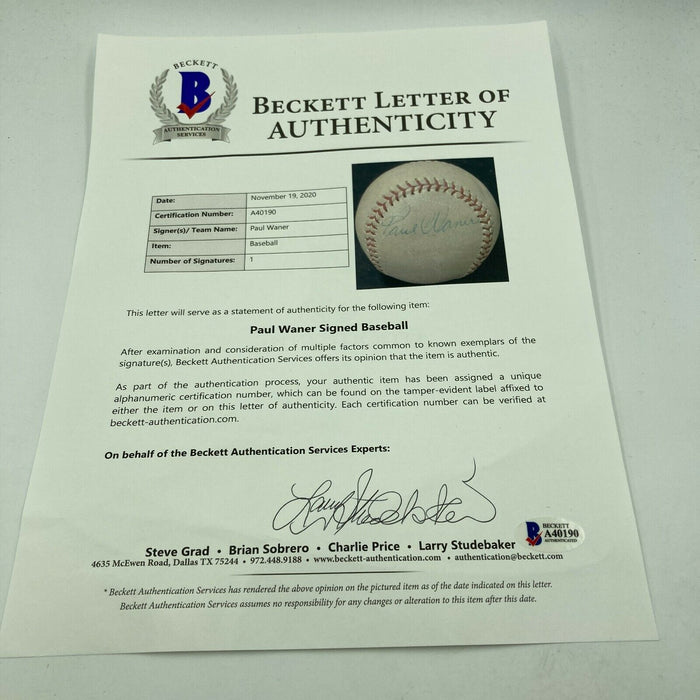 BECKETT
B
AUTHENTICATION
SERVICES
BECKETT LETTER OF
AUTHENTICITY
Date: November 19, 2020
Certification Number: A40190
Signer(s)/ Team Name: Paul Waner
Item: Baseball
Number of Signatures: 1
Paul Waner
This letter will serve as a statement of authenticity for the following item:
Paul Waner Signed Baseball
After examination and consideration of multiple factors common to known exemplars of the
signature(s), Beckett Authentication Services offers its opinion that the item is authentic.
As part of the authentication process, your authentic item has been assigned a unique
alphanumeric certification number, which can be found on the tamper-evident label affixed to
either the item or on this letter of authenticity. Each certification number can be verified at
beckett-authentication.com.
On behalf of the Beckett Authentication Services Experts:
Larry Studebaker
Steve Grad • Brian Sobrero • Charlie Price • Larry Studebaker
4635 McEwen Road, Dallas TX 75244 • 972.448.9188 • www.beckett-authentication.com • authentication@beckett.com
B
BECKETT
A40190
AUTHENTICATED
* Beckett Authentication Services has rendered the above opinion on the pictured item as of the date indicated on this letter.
Beckett Authentication Services assumes no responsibility for any changes or alteration to this item after this date.